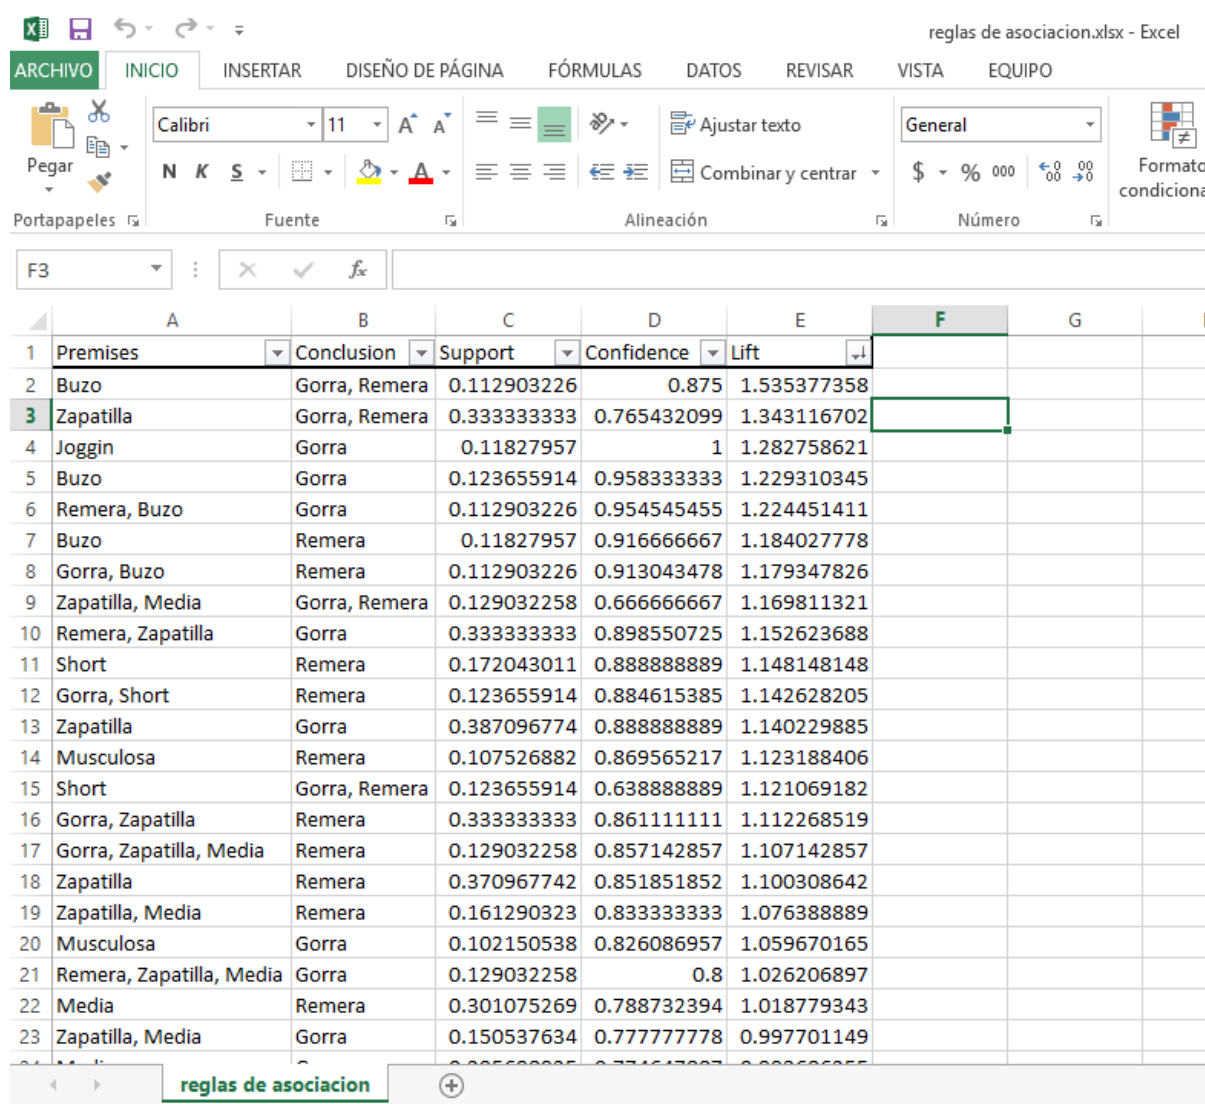 reglas de asociacion.xlsx - Excel
ARCHIVO INICIO INSERTAR DISEÑO DE PÁGINA FÓRMULAS DATOS REVISAR VISTA EQUIPO
Calibri 11 Ajustar texto General
Pegar N K S A Combinar y centrar $ % 000 Formato
condiciona
Portapapeles Fuente Alineación Número
F3 fx
A B C D E F G
1 Premises Conclusion Support Confidence Lift
2 Buzo Gorra, Remera 0.112903226 0.875 1.535377358
3 Zapatilla Gorra, Remera 0.333333333 0.765432099 1.343116702
4 Joggin Gorra 0.11827957 1 1.282758621
5 Buzo Gorra 0.123655914 0.958333333 1.229310345
6 Remera, Buzo Gorra 0.112903226 0.954545455 1.224451411
7 Buzo Remera 0.11827957 0.916666667 1.184027778
8 Gorra, Buzo Remera 0.112903226 0.913043478 1.179347826
9 Zapatilla, Media Gorra, Remera 0.129032258 0.666666667 1.169811321
10 Remera, Zapatilla Gorra 0.333333333 0.898550725 1.152623688
11 Short Remera 0.172043011 0.888888889 1.148148148
12 Gorra, Short Remera 0.123655914 0.884615385 1.142628205
13 Zapatilla Gorra 0.387096774 0.888888889 1.140229885
14 Musculosa Remera 0.107526882 0.869565217 1.123188406
15 Short Gorra, Remera 0.123655914 0.638888889 1.121069182
16 Gorra, Zapatilla Remera 0.333333333 0.861111111 1.112268519
17 Gorra, Zapatilla, Media Remera 0.129032258 0.857142857 1.107142857
18 Zapatilla Remera 0.370967742 0.851851852 1.100308642
19 Zapatilla, Media Remera 0.161290323 0.833333333 1.076388889
20 Musculosa Gorra 0.102150538 0.826086957 1.059670165
21 Remera, Zapatilla, Media Gorra 0.129032258 0.8 1.026206897
22 Media Remera 0.301075269 0.788732394 1.018779343
23 Zapatilla, Media Gorra 0.150537634 0.777777778 0.997701149
reglas de asociacion